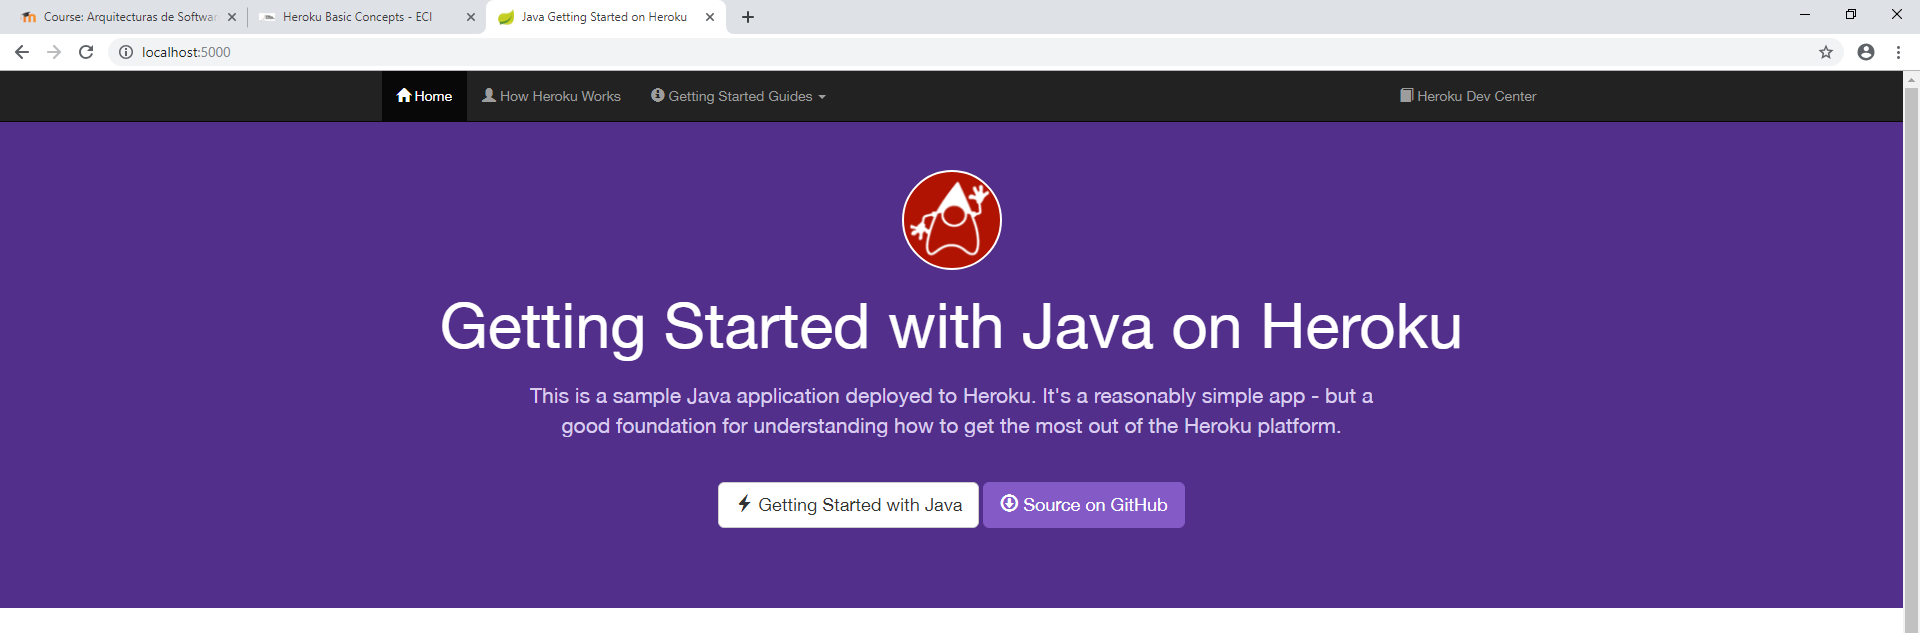 Course: Arquitecturas de Softwar
Heroku Basic Concepts - ECI
Java Getting Started on Heroku
localhost:5000
Home
How Heroku Works
Getting Started Guides
Heroku Dev Center
Getting Started with Java on Heroku
This is a sample Java application deployed to Heroku. It's a reasonably simple app - but a
good foundation for understanding how to get the most out of the Heroku platform.
Getting Started with Java
Source on GitHub